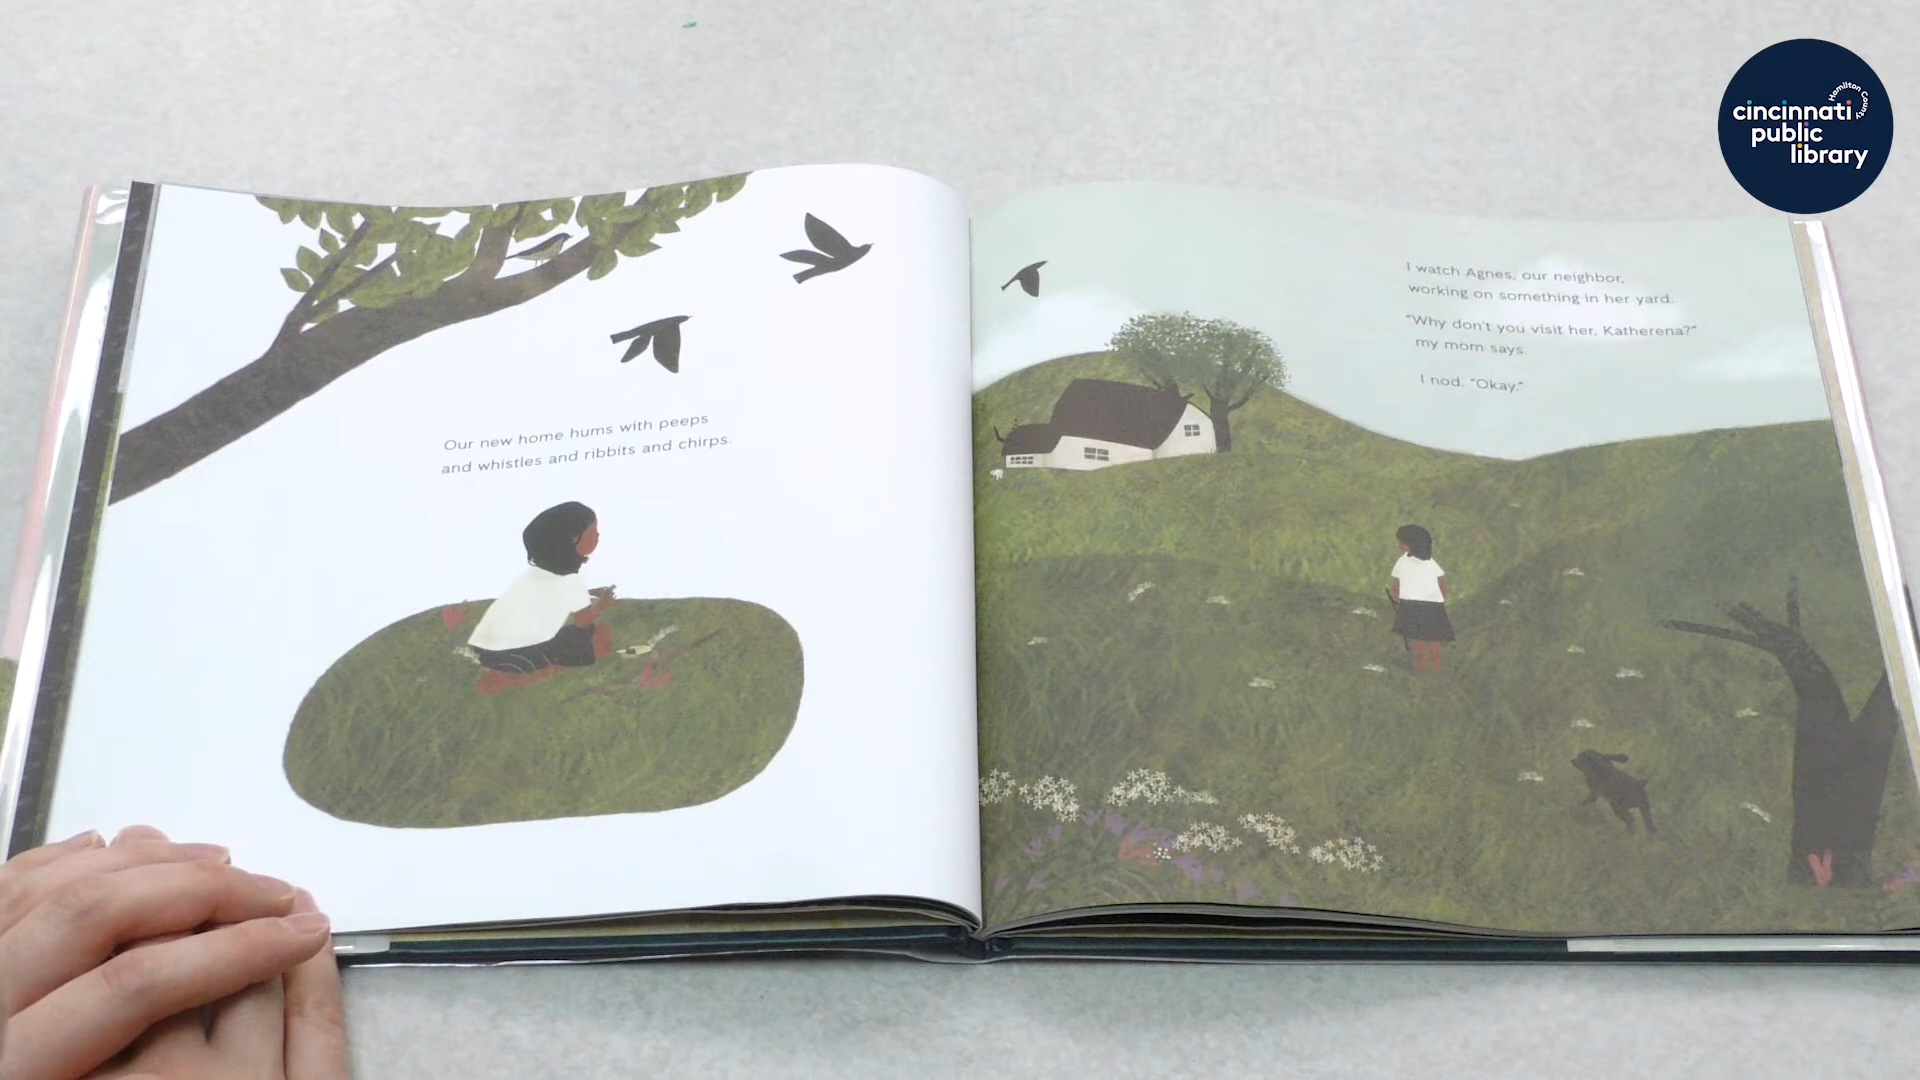 Our new home hums with peeps
and whistles and ribbits and chirps.
I watch Agnes, our neighbor,
working on something in her yard.
"Why don't you visit her, Katherena?"
my mom says.
I nod. "Okay."
cincinnati
Hamilton County
public
library